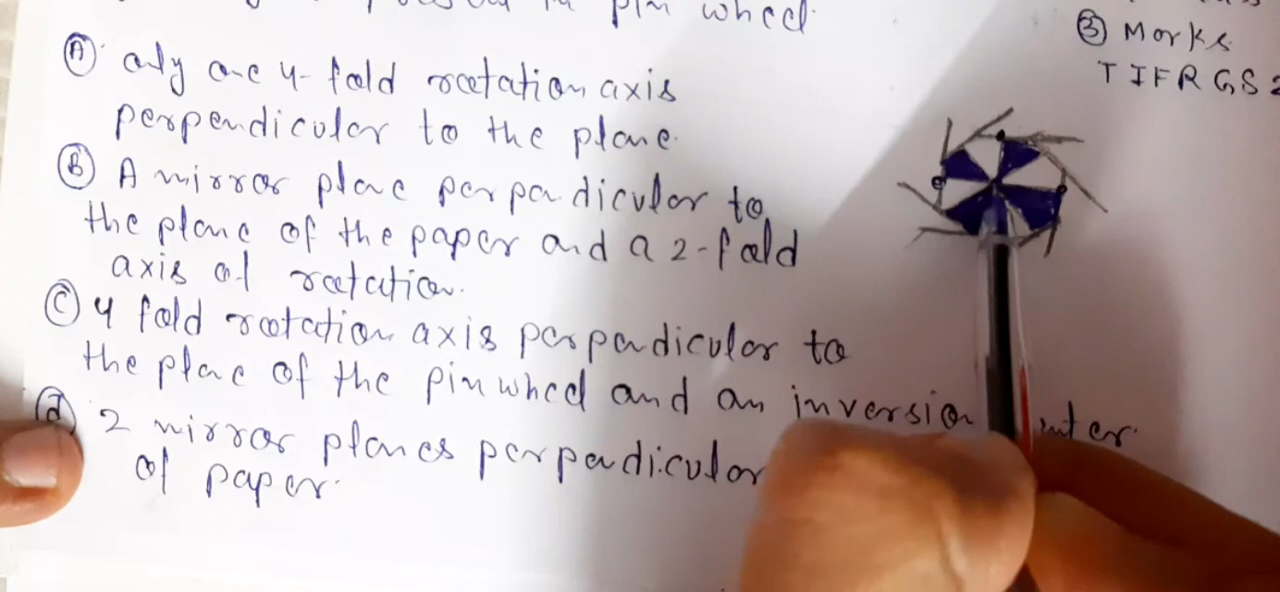 pin wheel.
(A) only one 4-fold rotation axis
perpendicular to the plane.
(B) A mirror plane perpendicular to
the plane of the paper and a 2-fold
axis of rotation.
(C) 4 fold rotation axis perpendicular to
the plane of the pinwheel and an inversion
(d) 2 mirror planes perpendicular
of paper.
(3) Marks
TIFR GS